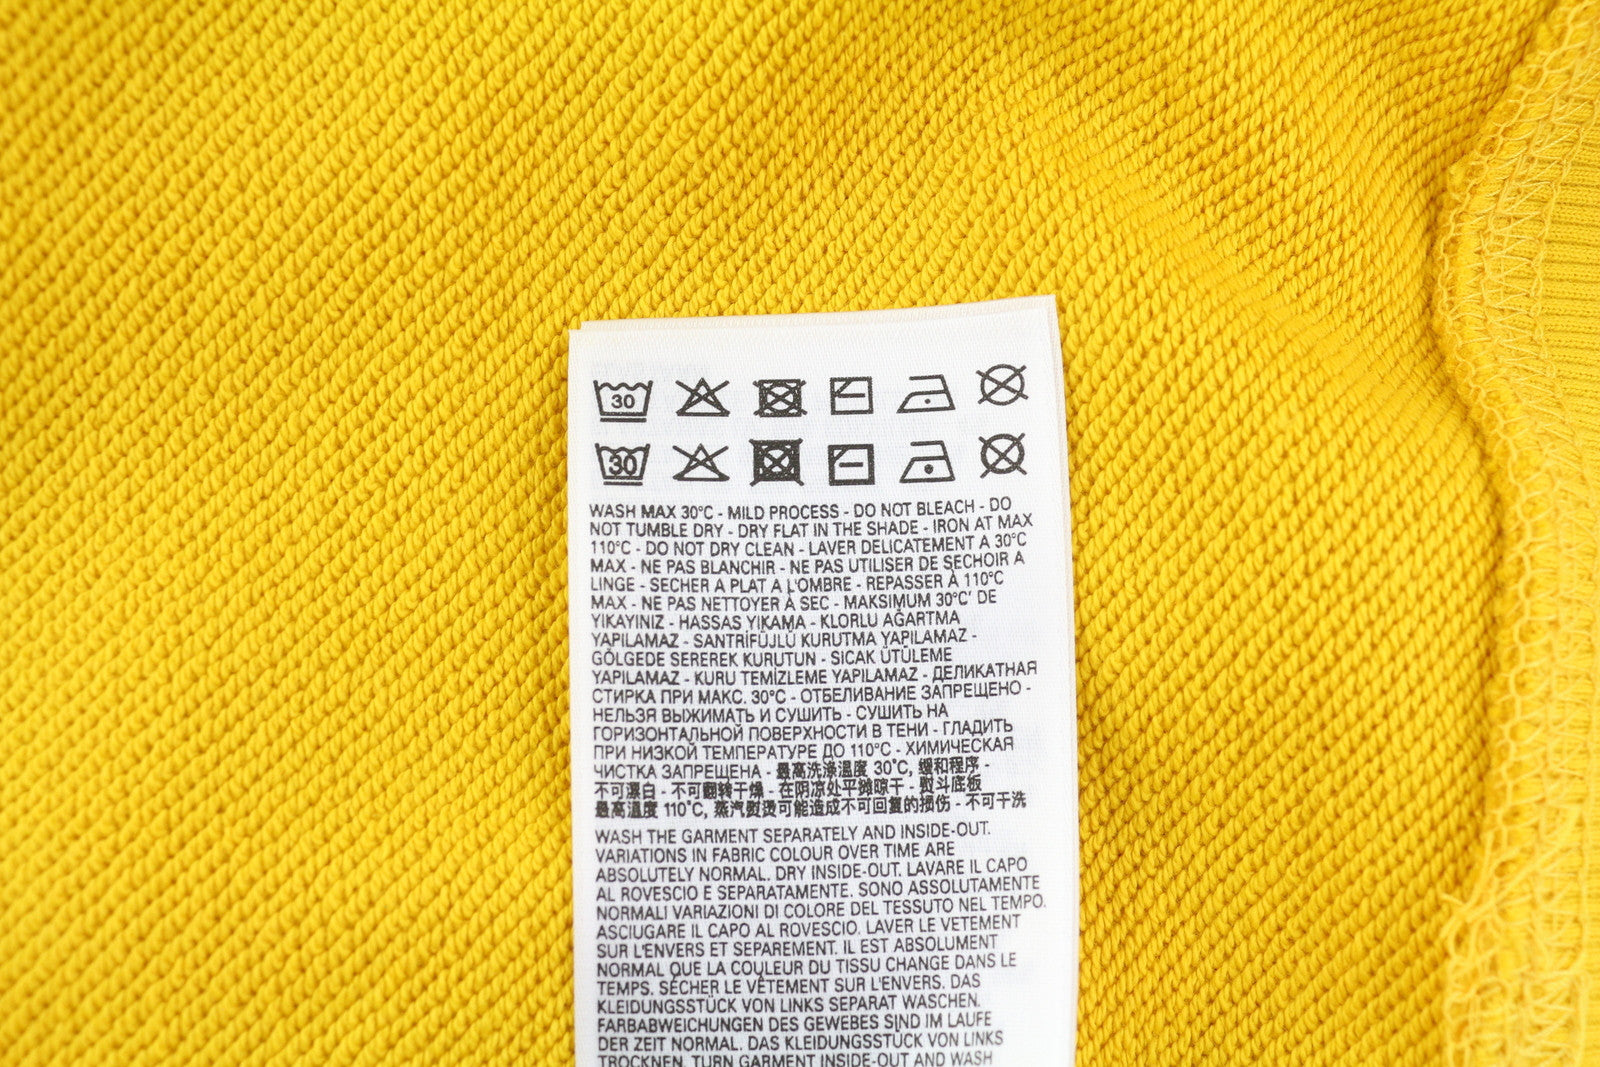 30
30
WASH MAX 30°C - MILD PROCESS - DO NOT BLEACH - DO
NOT TUMBLE DRY - DRY FLAT IN THE SHADE - IRON AT MAX
110°C - DO NOT DRY CLEAN - LAVER DELICATEMENT A 30°C
MAX - NE PAS BLANCHIR - NE PAS UTILISER DE SECHOIR A
LINGE - SECHER A PLAT A L'OMBRE - REPASSER À 110°C
MAX - NE PAS NETTOYER À SEC - MAKSIMUM 30°C' DE
YIKAYINIZ - HASSAS YIKAMA - KLORLU AĞARTMA
YAPILAMAZ - SANTRİFÜJLÜ KURUTMA YAPILAMAZ -
GÖLGEDE SEREREK KURUTUN - SICAK ÜTÜLEME
YAPILAMAZ - KURU TEMİZLEME YAPILAMAZ - ДЕЛИКАТНАЯ
СТИРКА ПРИ МАКС. 30°C - ОТБЕЛИВАНИЕ ЗАПРЕЩЕНО -
НЕЛЬЗЯ ВЫЖИМАТЬ И СУШИТЬ - СУШИТЬ НА
ГОРИЗОНТАЛЬНОЙ ПОВЕРХНОСТИ В ТЕНИ - ГЛАДИТЬ
ПРИ НИЗКОЙ ТЕМПЕРАТУРЕ ДО 110°C - ХИМИЧЕСКАЯ
ЧИСТКА ЗАПРЕЩЕНА - 最高洗涤温度 30°C, 缓和程序 -
不可漂白 - 不可翻转干燥 - 在阴凉处平摊晾干 - 熨斗底板
最高温度 110°C, 蒸汽熨烫可能造成不可回复的损伤 - 不可干洗
WASH THE GARMENT SEPARATELY AND INSIDE-OUT.
VARIATIONS IN FABRIC COLOUR OVER TIME ARE
ABSOLUTELY NORMAL. DRY INSIDE-OUT. LAVARE IL CAPO
AL ROVESCIO E SEPARATAMENTE. SONO ASSOLUTAMENTE
NORMALI VARIAZIONI DI COLORE DEL TESSUTO NEL TEMPO.
ASCIUGARE IL CAPO AL ROVESCIO. LAVER LE VETEMENT
SUR L'ENVERS ET SEPAREMENT. IL EST ABSOLUMENT
NORMAL QUE LA COULEUR DU TISSU CHANGE DANS LE
TEMPS. SÉCHER LE VÊTEMENT SUR L'ENVERS. DAS
KLEIDUNGSSTÜCK VON LINKS SEPARAT WASCHEN.
FARBABWEICHUNGEN DES GEWEBES SIND IM LAUFE
DER ZEIT NORMAL. DAS KLEIDUNGSSTÜCK VON LINKS
TROCKNEN. TURN GARMENT INSIDE-OUT AND WASH